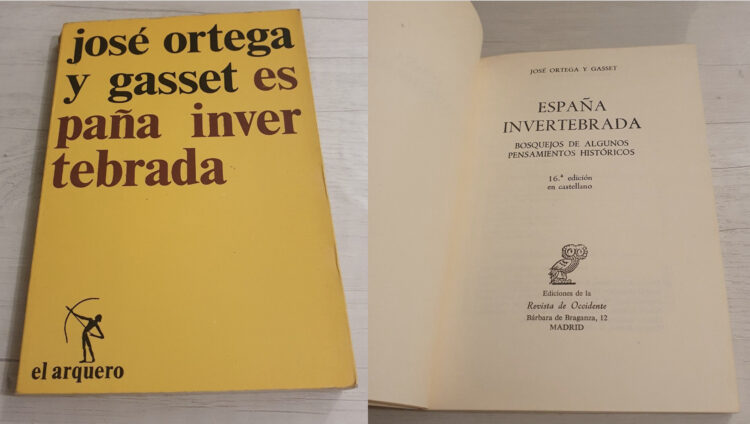 josé ortega
y gasset es
paña inver
tebrada
el arquero
JOSÉ ORTEGA Y GASSET
ESPAÑA
INVERTEBRADA
BOSQUEJOS DE ALGUNOS
PENSAMIENTOS HISTÓRICOS
16.ª edición
en castellano
Ediciones de la
Revista de Occidente
Bárbara de Braganza, 12
MADRID